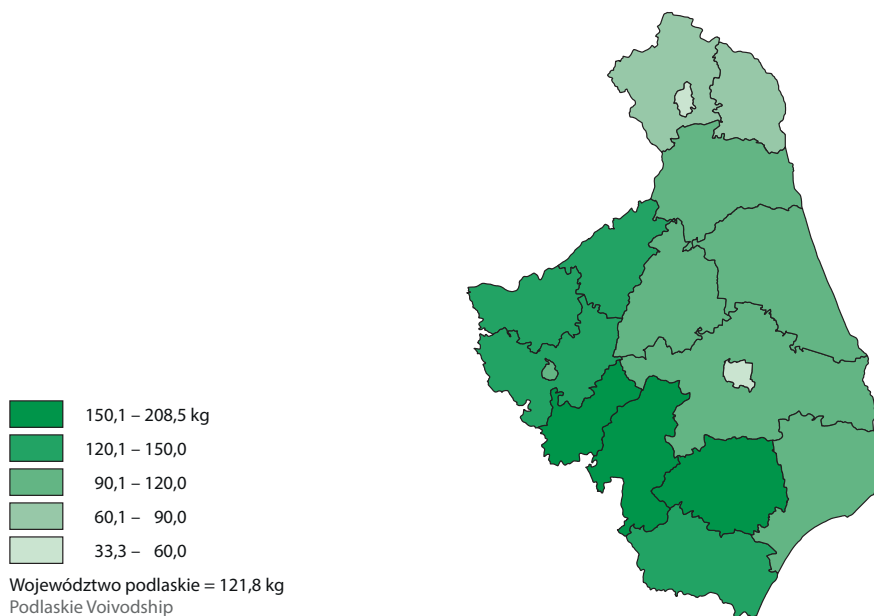 150,1 – 208,5 kg
120,1 – 150,0
90,1 – 120,0
60,1 – 90,0
33,3 – 60,0
Województwo podlaskie = 121,8 kg
Podlaskie Voivodship